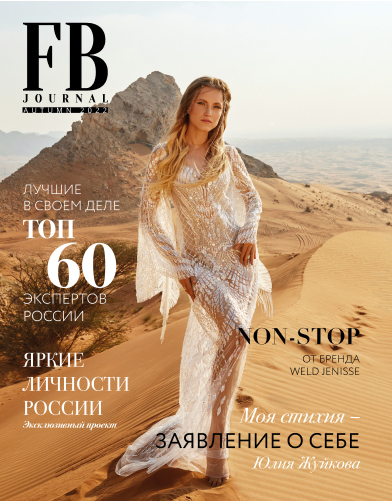 FB
JOURNAL
AUTUMN 2022
ЛУЧШИЕ
В СВОЕМ ДЕЛЕ
ТОП
60
ЭКСПЕРТОВ
РОССИИ
ЯРКИЕ
ЛИЧНОСТИ
РОССИИ
Эксклюзивный проект
NON-STOP
ОТ БРЕНДА
WELD JENISSE
Моя стихия –
ЗАЯВЛЕНИЕ О СЕБЕ
Юлия Жуйкова